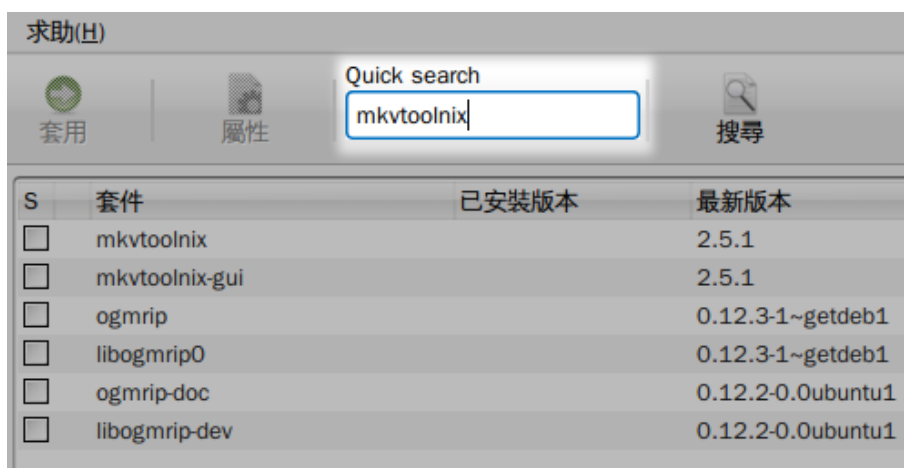 求助(H)
Quick search
mkvtoolnix
套用 屬性 搜尋
S 套件 已安裝版本 最新版本
mkvtoolnix 2.5.1
mkvtoolnix-gui 2.5.1
ogmrip 0.12.3-1~getdeb1
libogmrip0 0.12.3-1~getdeb1
ogmrip-doc 0.12.2-0.0ubuntu1
libogmrip-dev 0.12.2-0.0ubuntu1